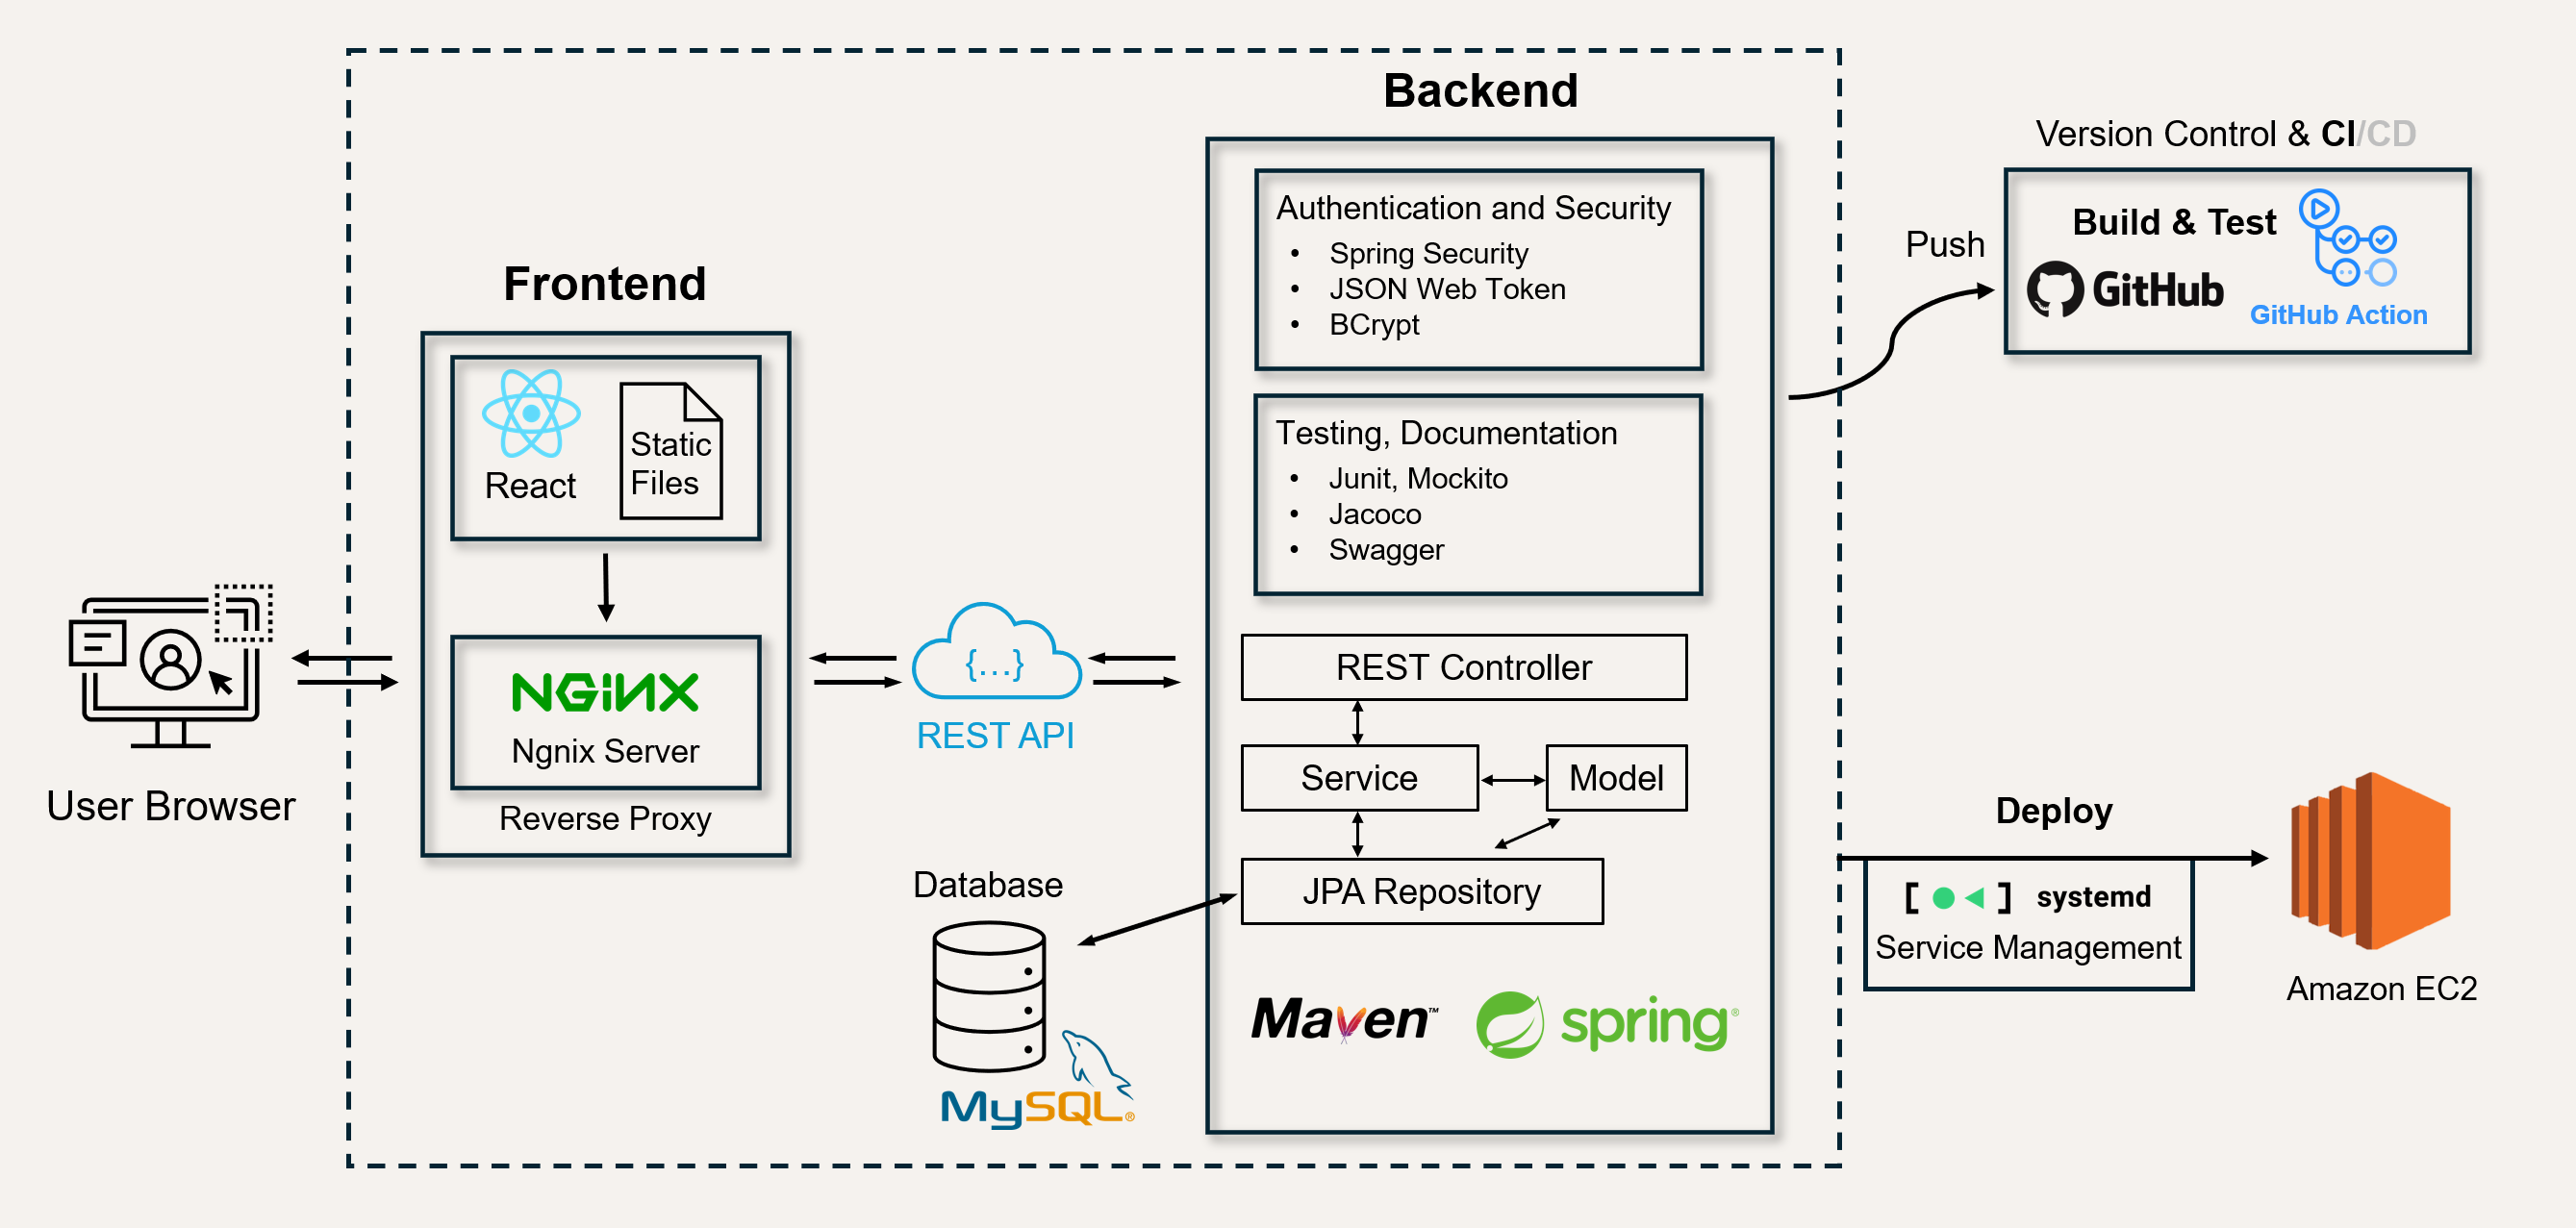 Backend
Version Control & CI/CD
Authentication and Security
• Spring Security
• JSON Web Token
• BCrypt
Build & Test
GitHub
GitHub Action
Push
Frontend
React
Static
Files
Testing, Documentation
• Junit, Mockito
• Jacoco
• Swagger
NGiNX
Ngnix Server
Reverse Proxy
User Browser
{...}
REST API
REST Controller
Service
Model
JPA Repository
Database
MySQL®
Maven™
spring®
Deploy
systemd
Service Management
Amazon EC2